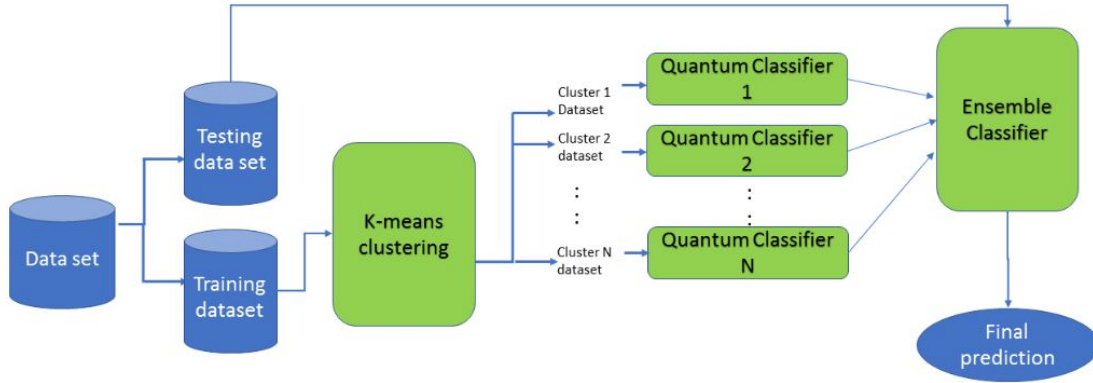 Data set
Testing
data set
Training
dataset
K-means
clustering
Cluster 1
Dataset
Cluster 2
dataset
:
:
Cluster N
dataset
Quantum Classifier
1
Quantum Classifier
2
:
:
Quantum Classifier
N
Ensemble
Classifier
Final
prediction